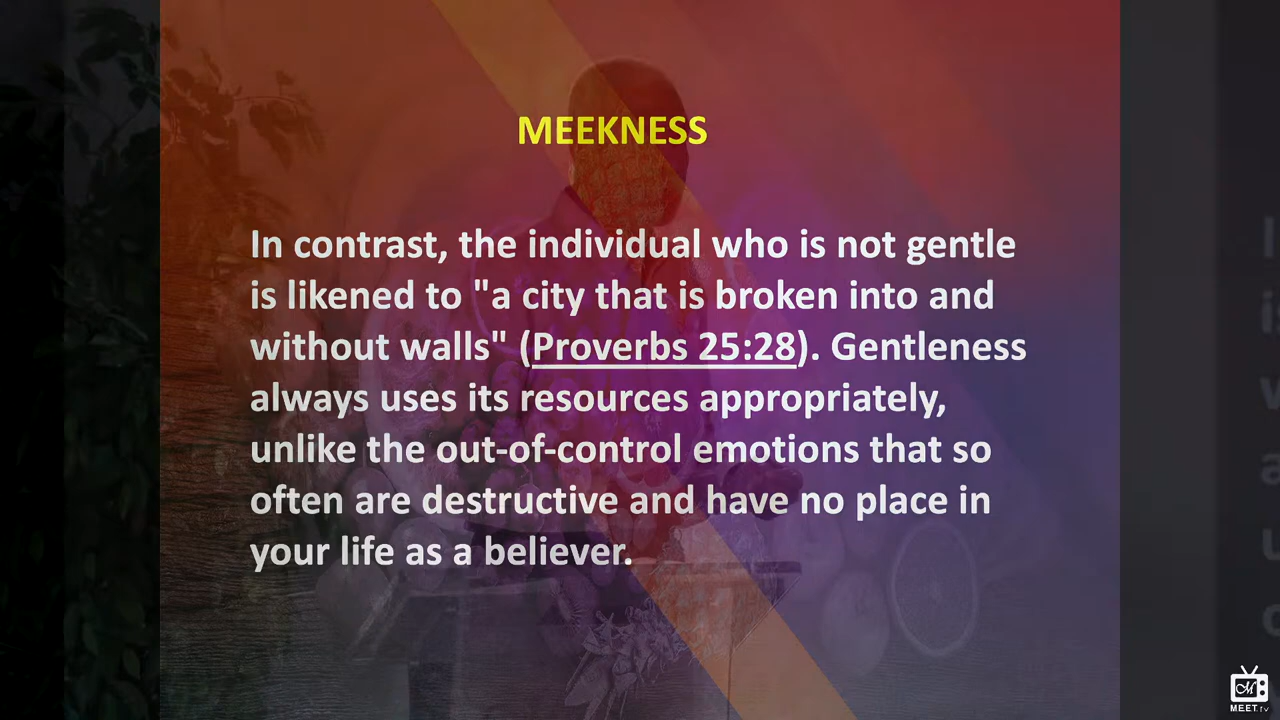 MEEKNESS
In contrast, the individual who is not gentle
is likened to "a city that is broken into and
without walls" (Proverbs 25:28). Gentleness
always uses its resources appropriately,
unlike the out-of-control emotions that so
often are destructive and have no place in
your life as a believer.
MEET.TV